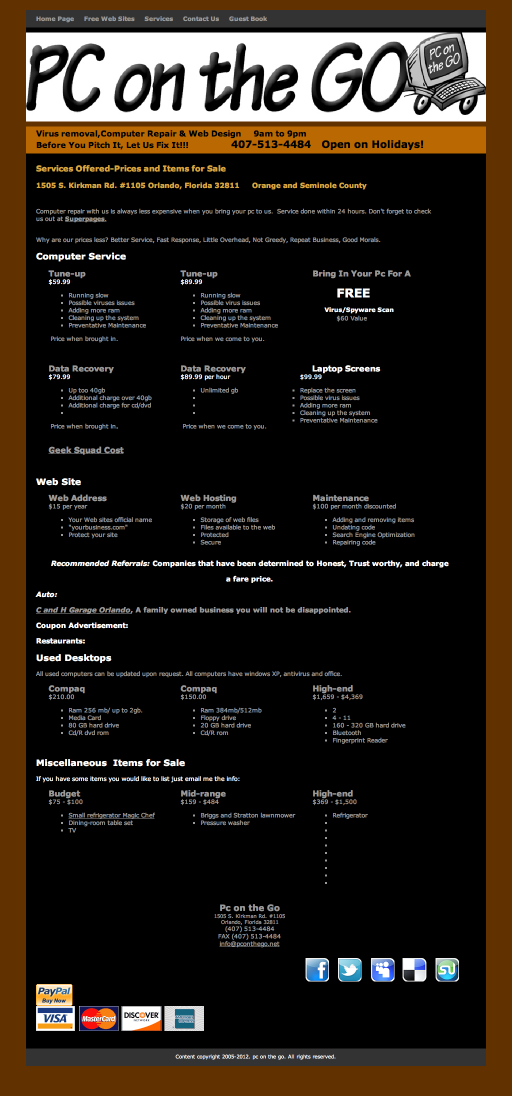 Home Page Free Web Sites Services Contact Us Guest Book
PC on the GO
PC on the Go
Virus removal,Computer Repair & Web Design 9am to 9pm
Before You Pitch It, Let Us Fix It!!! 407-513-4484 Open on Holidays!
Services Offered-Prices and Items for Sale
1505 S. Kirkman Rd. #1105 Orlando, Florida 32811 Orange and Seminole County
Computer repair with us is always less expensive when you bring your pc to us. Service done within 24 hours. Don't forget to check
us out at Superpages.
Why are our prices less? Better Service, Fast Response, Little Overhead, Not Greedy, Repeat Business, Good Morals.
Computer Service
Tune-up
$59.99
Running slow
Possible viruses issues
Adding more ram
Cleaning up the system
Preventative Maintenance
Price when brought in.
Tune-up
$89.99
Running slow
Possible virus issues
Adding more ram
Cleaning up the system
Preventative Maintenance
Price when we come to you.
Bring In Your Pc For A
FREE
Virus/Spyware Scan
$60 Value
Data Recovery
$79.99
Up too 40gb
Additional charge over 40gb
Additional charge for cd/dvd
Price when brought in.
Data Recovery
$89.99 per hour
Unlimited gb
Price when we come to you.
Laptop Screens
$99.99
Replace the screen
Possible virus issues
Adding more ram
Cleaning up the system
Preventative Maintenance
Geek Squad Cost
Web Site
Web Address
$15 per year
Your Web sites official name
"yourbusiness.com"
Protect your site
Web Hosting
$20 per month
Storage of web files
Files available to the web
Protected
Secure
Maintenance
$100 per month discounted
Adding and removing items
Undating code
Search Engine Optimization
Repairing code
Recommended Referrals: Companies that have been determined to Honest, Trust worthy, and charge
a fare price.
Auto:
C and H Garage Orlando, A family owned business you will not be disappointed.
Coupon Advertisement:
Restaurants:
Used Desktops
All used computers can be updated upon request. All computers have windows XP, antivirus and office.
Compaq
$210.00
Ram 256 mb/ up to 2gb.
Media Card
80 GB hard drive
Cd/R dvd rom
Compaq
$150.00
Ram 384mb/512mb
Floppy drive
20 GB hard drive
Cd/R rom
High-end
$1,659 - $4,369
2
4 - 11
160 - 320 GB hard drive
Bluetooth
Fingerprint Reader
Miscellaneous Items for Sale
If you have some items you would like to list just email me the info:
Budget
$75 - $100
Small refrigerator Magic Chef
Dining-room table set
TV
Mid-range
$159 - $484
Briggs and Stratton lawnmower
Pressure washer
High-end
$369 - $1,500
Refrigerator
Pc on the Go
1505 S. Kirkman Rd. #1105
Orlando, Florida 32811
(407) 513-4484
FAX (407) 513-4484
info@pconthego.net
PayPal
Buy Now
VISA MasterCard DISCOVER
NETWORK
Content copyright 2005-2012. pc on the go. All rights reserved.